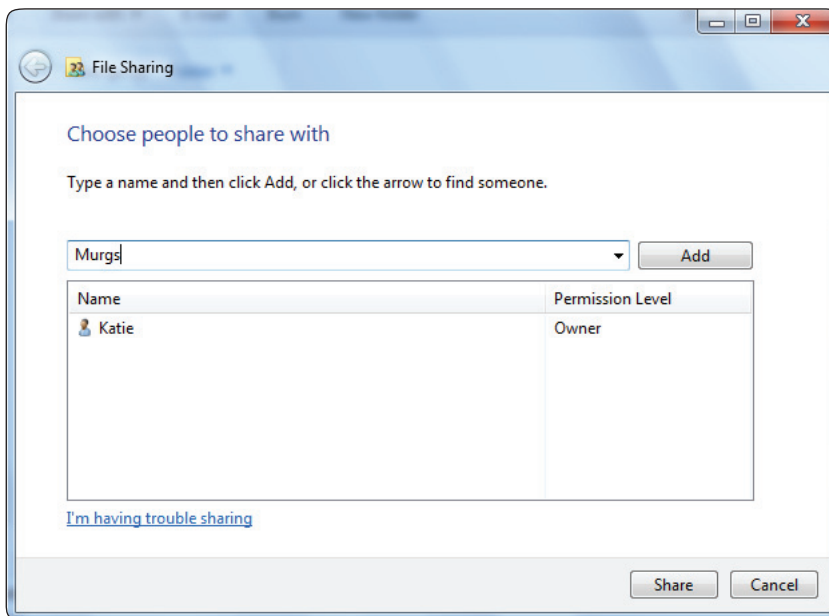 File Sharing
Choose people to share with
Type a name and then click Add, or click the arrow to find someone.
Murgs
Add
Name Permission Level
Katie Owner
I'm having trouble sharing
Share Cancel